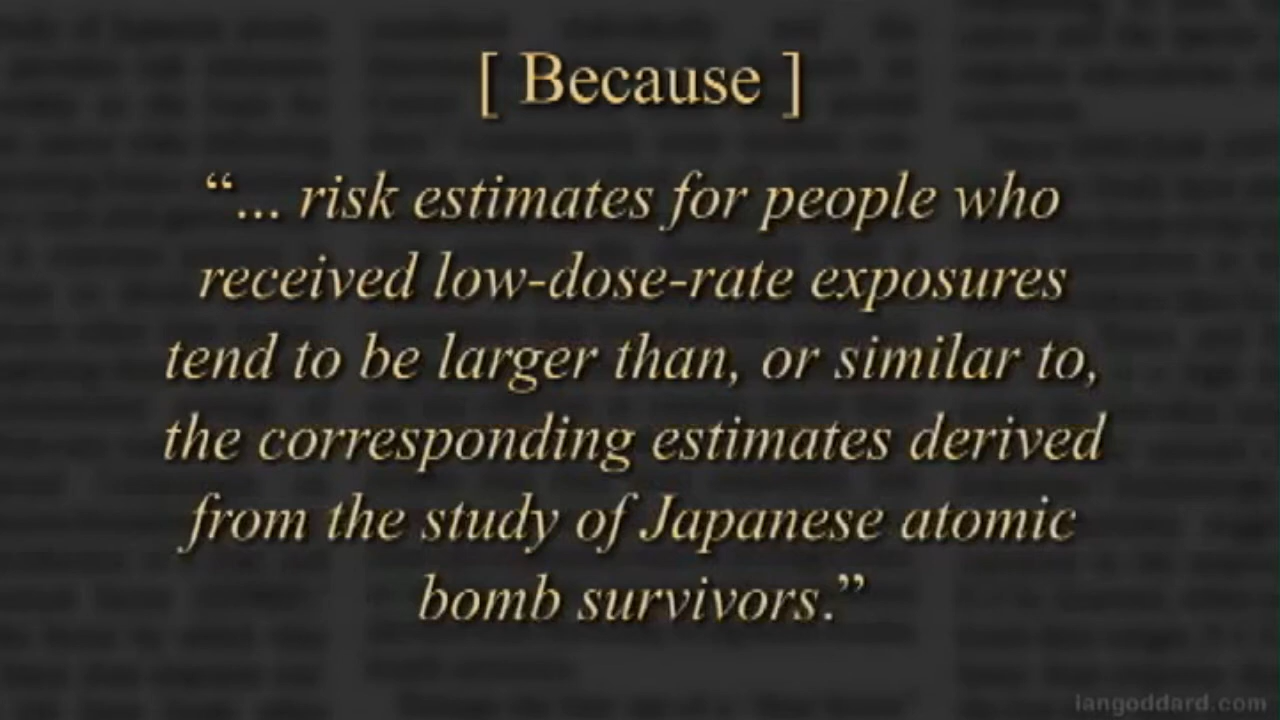 [ Because ]
“... risk estimates for people who
received low-dose-rate exposures
tend to be larger than, or similar to,
the corresponding estimates derived
from the study of Japanese atomic
bomb survivors.”
iangoddard.com